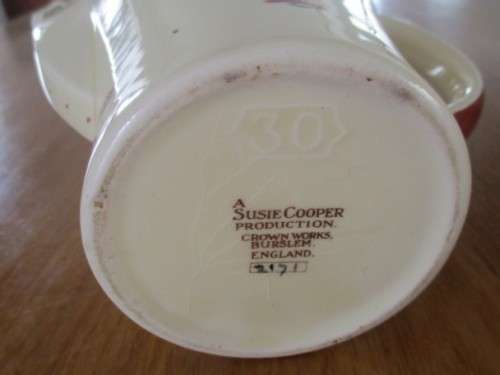 30
A
SUSIE COOPER
PRODUCTION.
CROWN WORKS,
BURSLEM.
ENGLAND.